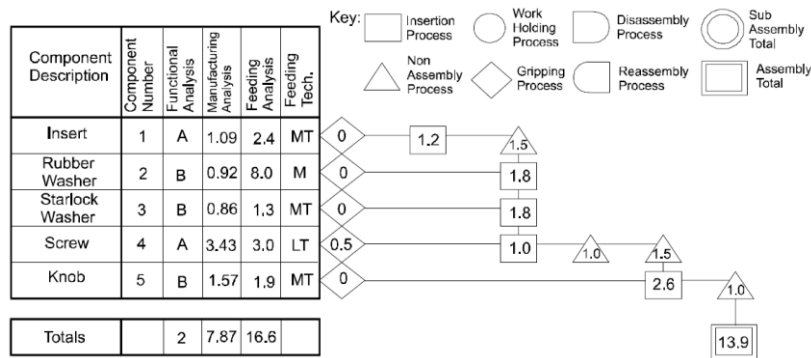 Key:
Insertion Process
Work Holding Process
Disassembly Process
Sub Assembly Total
Non Assembly Process
Gripping Process
Reassembly Process
Assembly Total
Component Description
Component Number
Functional Analysis
Manufacturing Analysis
Feeding Analysis
Feeding Tech.
Insert 1 A 1.09 2.4 MT 0 1.2 1.5
Rubber Washer 2 B 0.92 8.0 M 0 1.8
Starlock Washer 3 B 0.86 1.3 MT 0 1.8
Screw 4 A 3.43 3.0 LT 0.5 1.0 1.0 1.5
Knob 5 B 1.57 1.9 MT 0 2.6 1.0
Totals 2 7.87 16.6 13.9